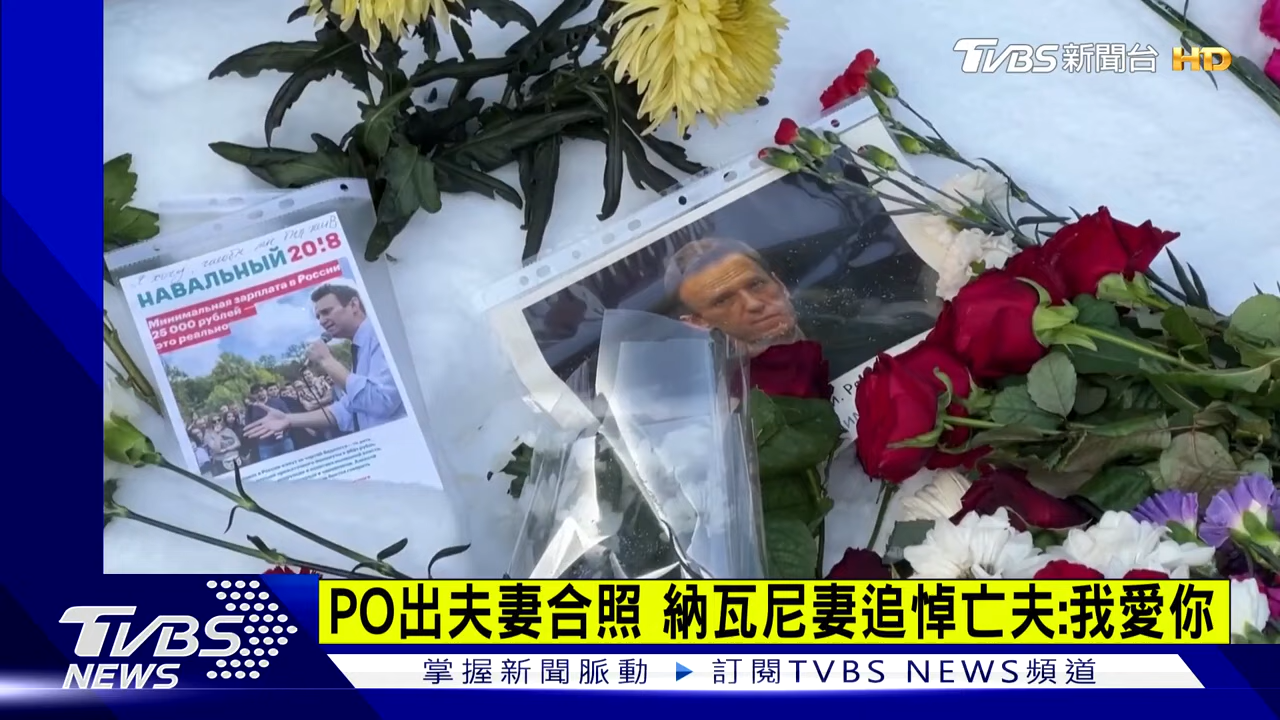 TVBS新聞台 HD
НАВАЛЬНЫЙ 20!8
Минимальная зарплата в России
25 000 рублей —
это реально
PO出夫妻合照 納瓦尼妻追悼亡夫:我愛你
TVBS
NEWS
掌握新聞脈動 訂閱TVBS NEWS頻道